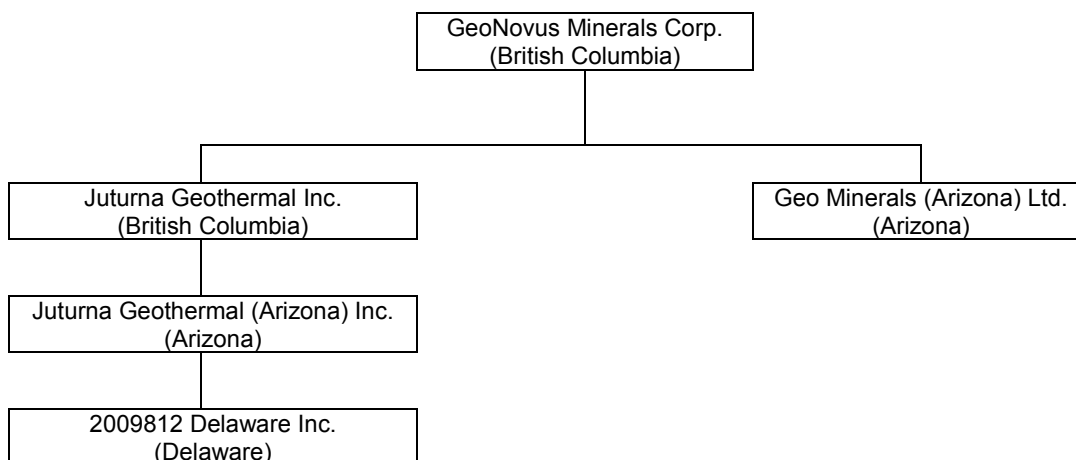 GeoNovus Minerals Corp.
(British Columbia)
Juturna Geothermal Inc.
(British Columbia)
Geo Minerals (Arizona) Ltd.
(Arizona)
Juturna Geothermal (Arizona) Inc.
(Arizona)
2009812 Delaware Inc.
(Delaware)